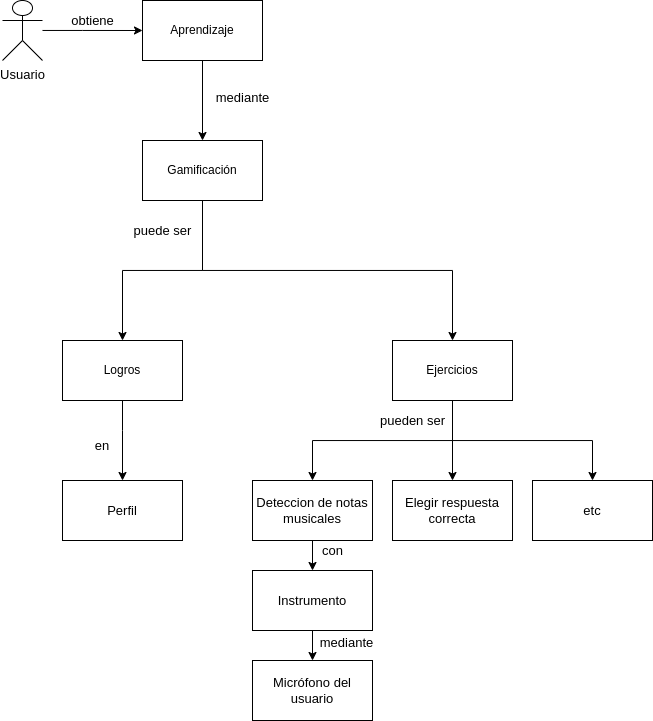 obtiene
Aprendizaje
Usuario
mediante
Gamificación
puede ser
Logros
Ejercicios
pueden ser
en
Perfil
Deteccion de notas
musicales
Elegir respuesta
correcta
etc
con
Instrumento
mediante
Micrófono del
usuario